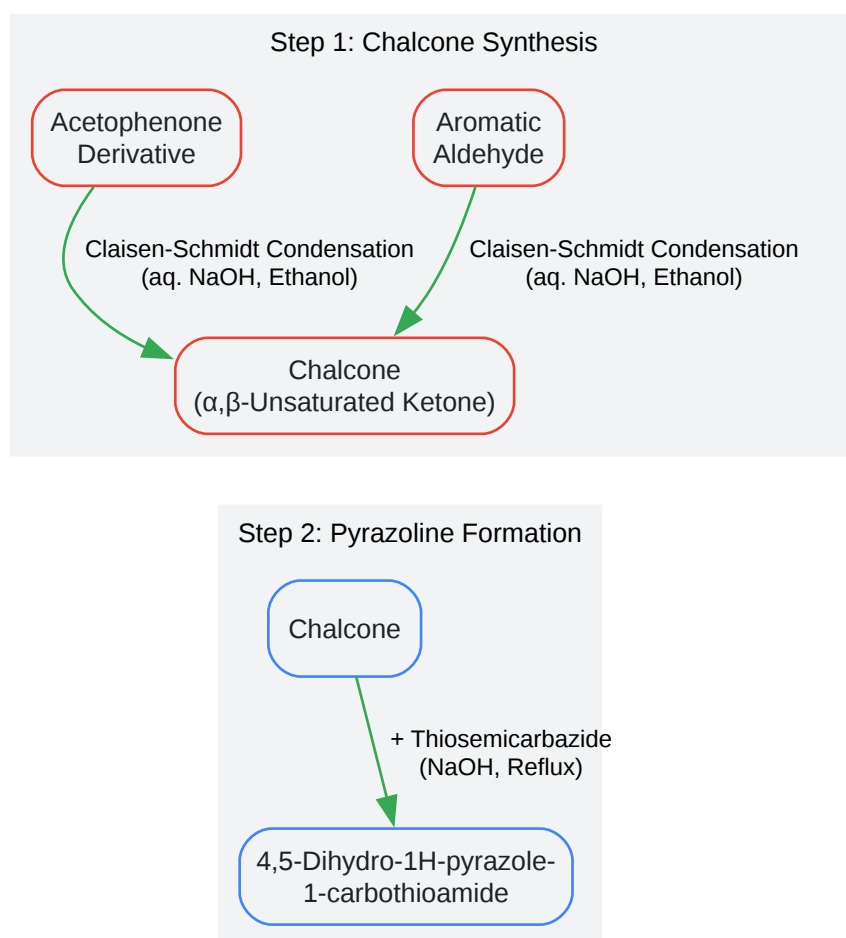 Step 1: Chalcone Synthesis
Acetophenone
Derivative
Aromatic
Aldehyde
Claisen-Schmidt Condensation
(aq. NaOH, Ethanol)
Claisen-Schmidt Condensation
(aq. NaOH, Ethanol)
Chalcone
(α,β-Unsaturated Ketone)
Step 2: Pyrazoline Formation
Chalcone
+ Thiosemicarbazide
(NaOH, Reflux)
4,5-Dihydro-1H-pyrazole-
1-carbothioamide